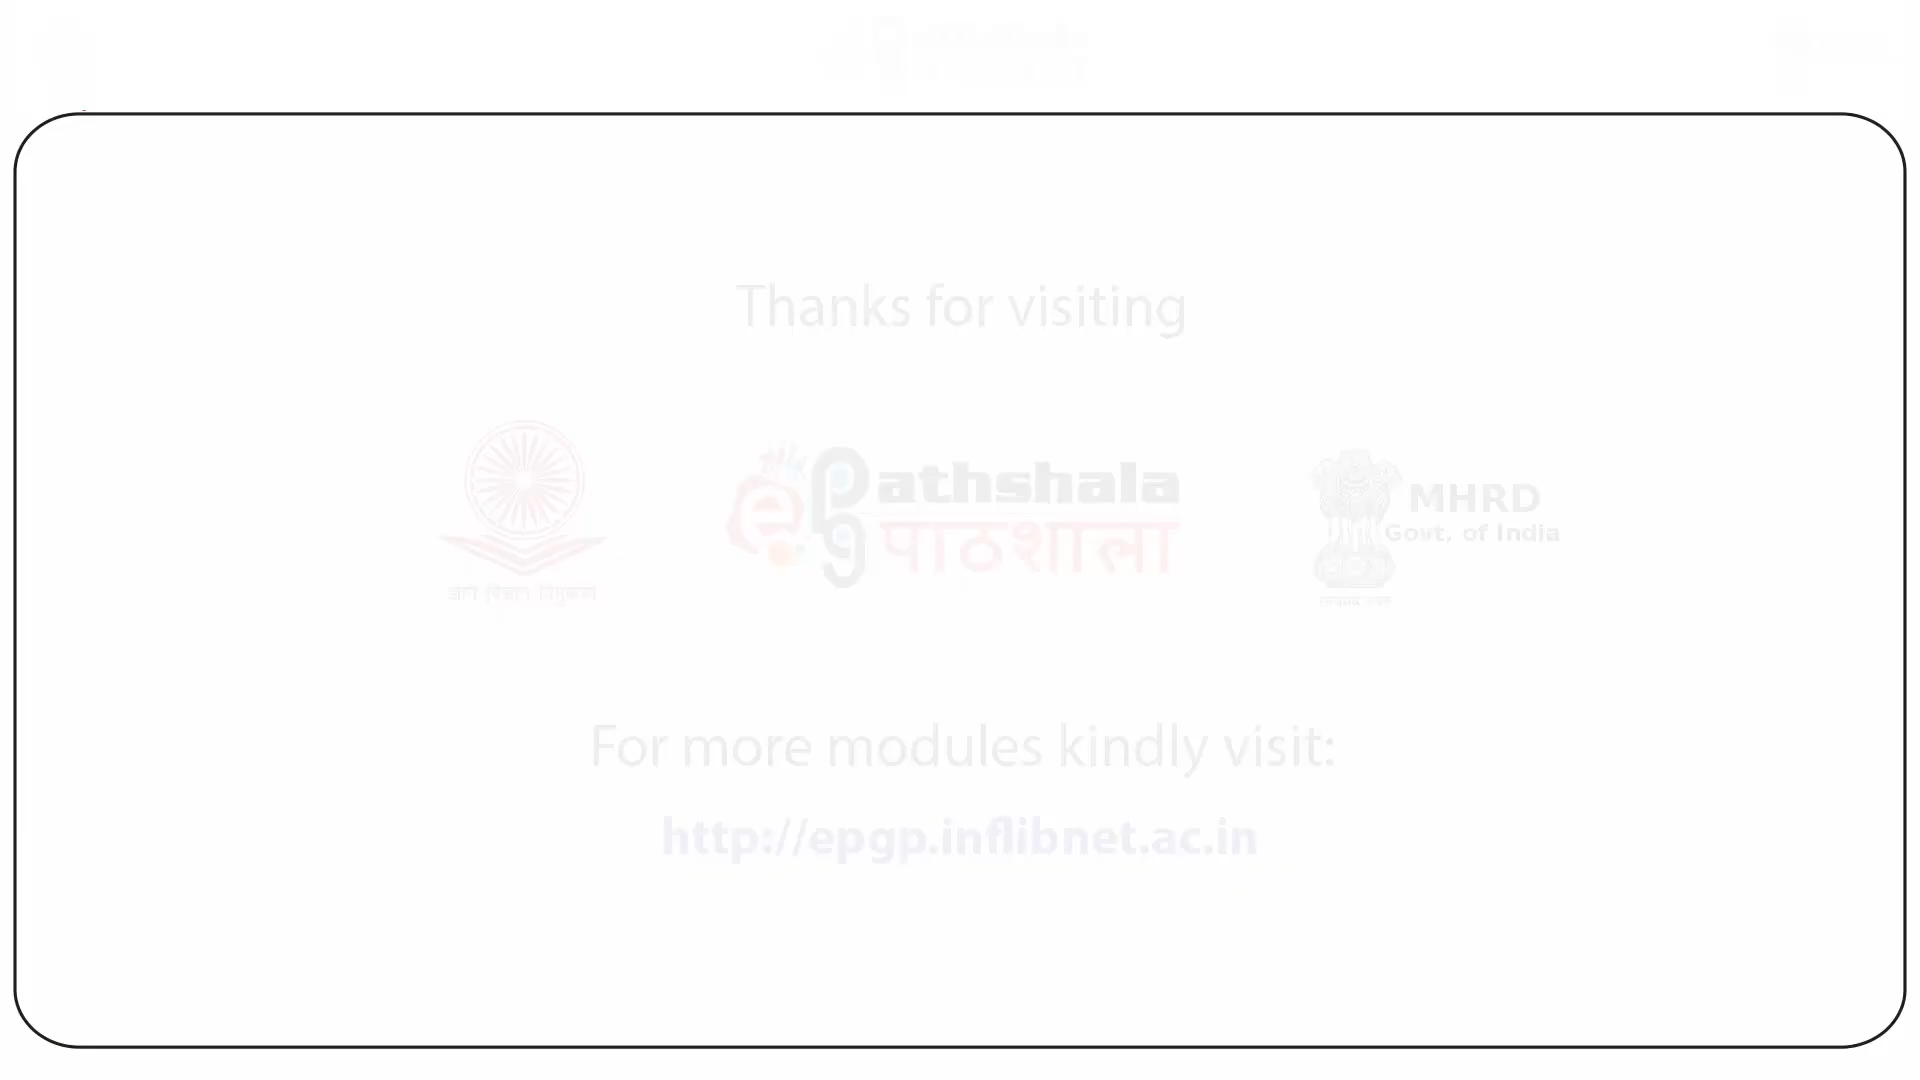 Thanks for visiting
athshala
पाठशाला
MHRD
Govt. of India
For more modules kindly visit:
http://epgp.inflibnet.ac.in